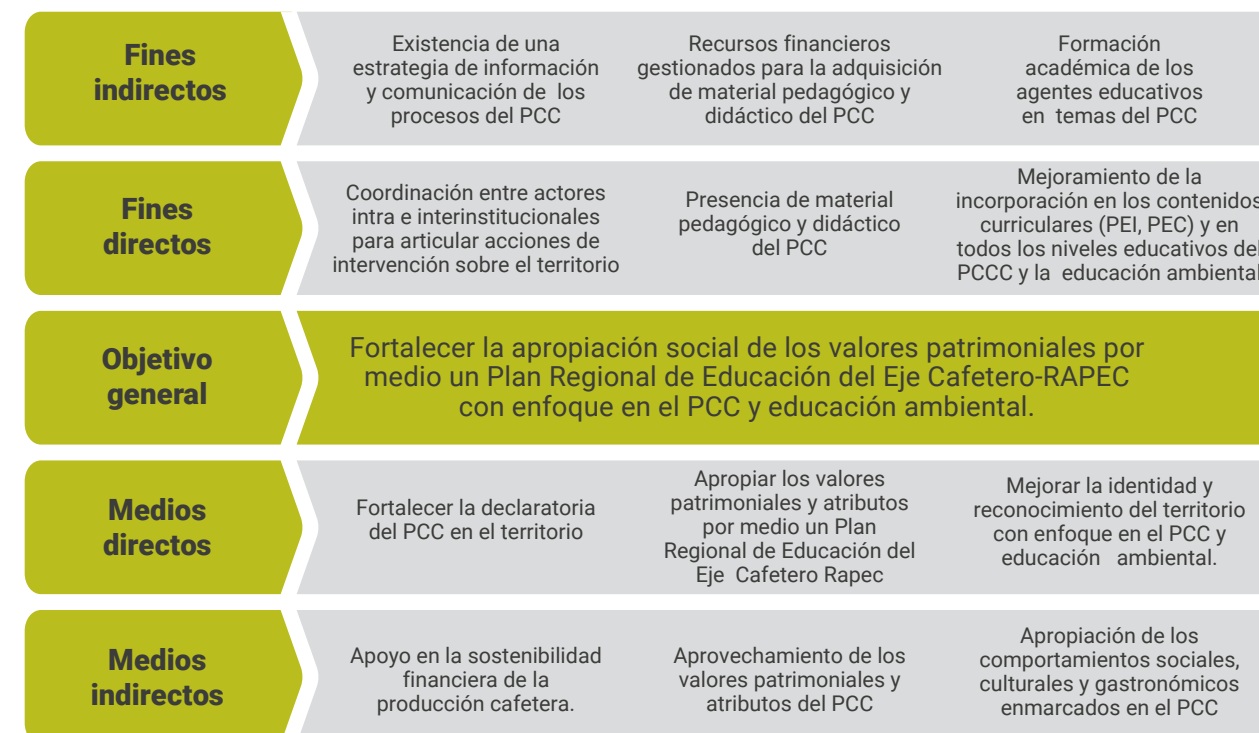 Fines
indirectos
Existencia de una
estrategia de información
y comunicación de los
procesos del PCC
Recursos financieros
gestionados para la adquisición
de material pedagógico y
didáctico del PCC
Formación
académica de los
agentes educativos
en temas del PCC
Fines
directos
Coordinación entre actores
intra e interinstitucionales
para articular acciones de
intervención sobre el territorio
Presencia de material
pedagógico y didáctico
del PCC
Mejoramiento de la
incorporación en los contenidos
curriculares (PEI, PEC) y en
todos los niveles educativos del
PCCC y la educación ambiental
Objetivo
general
Fortalecer la apropiación social de los valores patrimoniales por
medio un Plan Regional de Educación del Eje Cafetero-RAPEC
con enfoque en el PCC y educación ambiental.
Medios
directos
Fortalecer la declaratoria
del PCC en el territorio
Apropiar los valores
patrimoniales y atributos
por medio un Plan
Regional de Educación del
Eje Cafetero Rapec
Mejorar la identidad y
reconocimiento del territorio
con enfoque en el PCC y
educación ambiental.
Medios
indirectos
Apoyo en la sostenibilidad
financiera de la
producción cafetera.
Aprovechamiento de los
valores patrimoniales y
atributos del PCC
Apropiación de los
comportamientos sociales,
culturales y gastronómicos
enmarcados en el PCC